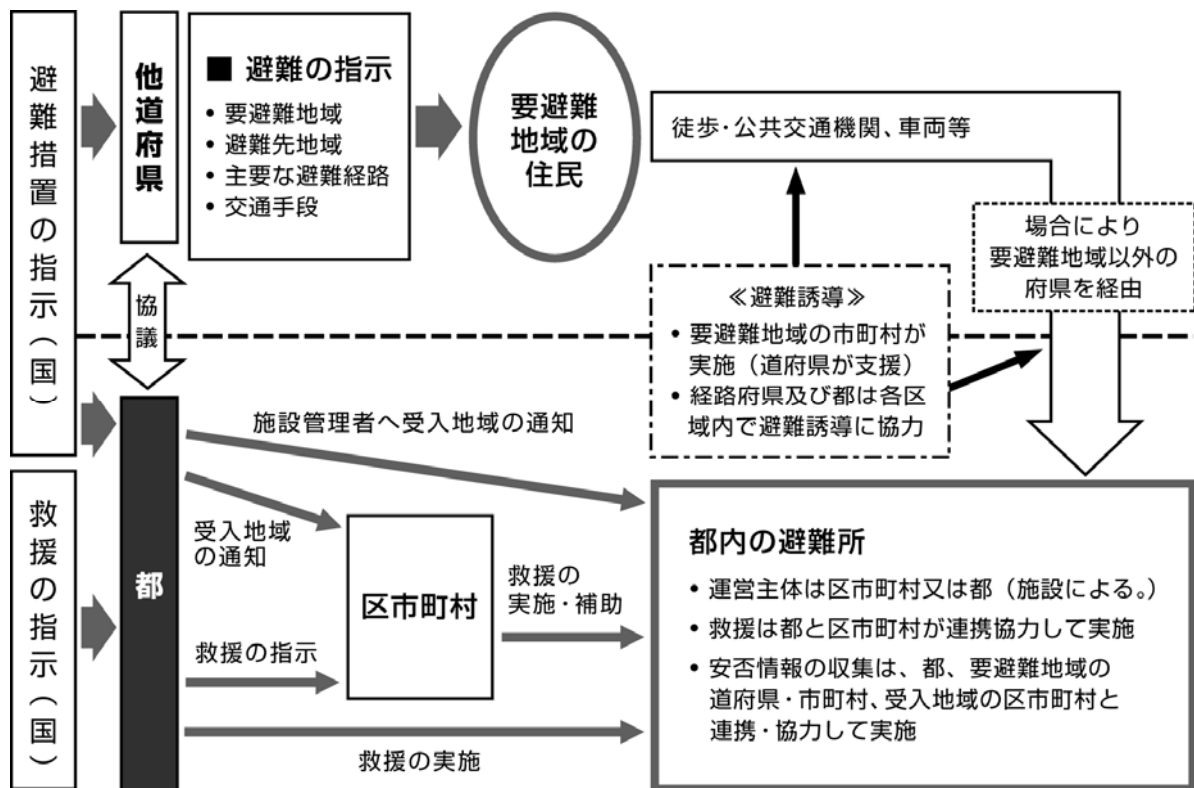 避難措置の指示（国）
他道府県
■ 避難の指示
• 要避難地域
• 避難先地域
• 主要な避難経路
• 交通手段
要避難
地域の
住民
徒歩・公共交通機関、車両等
場合により
要避難地域以外の
府県を経由
≪避難誘導≫
• 要避難地域の市町村が
実施（道府県が支援）
• 経路府県及び都は各区
域内で避難誘導に協力
協議
救援の指示（国）
都
施設管理者へ受入地域の通知
受入地域
の通知
区市町村
救援の
実施・補助
救援の指示
救援の実施
都内の避難所
• 運営主体は区市町村又は都（施設による。）
• 救援は都と区市町村が連携協力して実施
• 安否情報の収集は、都、要避難地域の
道府県・市町村、受入地域の区市町村と
連携・協力して実施